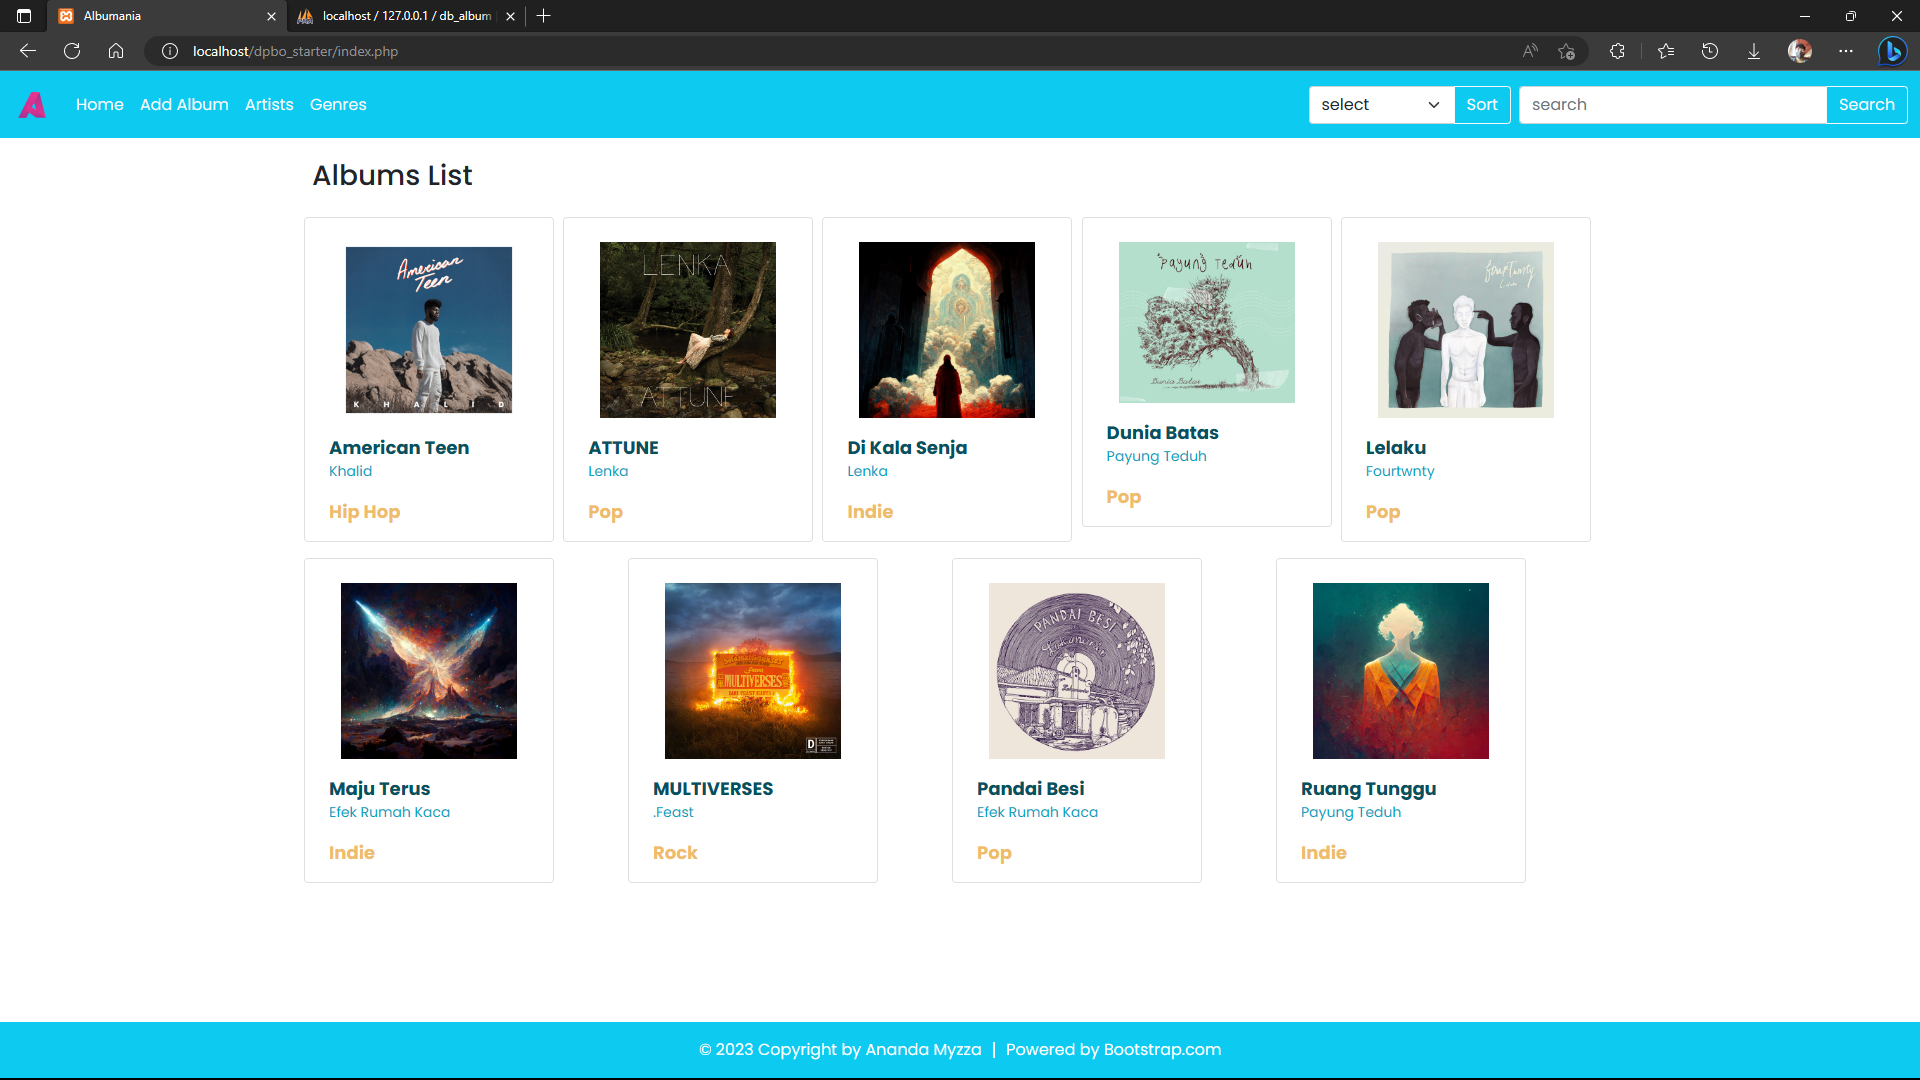 Albumania
localhost / 127.0.0.1 / db_album
localhost/dpbo_starter/index.php
Home Add Album Artists Genres select Sort search Search
Albums List
American Teen
KHALID
American Teen
Khalid
Hip Hop
LENKA
ATTUNE
ATTUNE
Lenka
Pop
Di Kala Senja
Lenka
Indie
Payung Teduh
Dunia Batas
Dunia Batas
Payung Teduh
Pop
fourtwnty
Lelaku
Lelaku
Fourtwnty
Pop
Maju Terus
Efek Rumah Kaca
Indie
MULTIVERSES
D
MULTIVERSES
.Feast
Rock
PANDAI BESI
Pandai Besi
Efek Rumah Kaca
Pop
Ruang Tunggu
Payung Teduh
Indie
© 2023 Copyright by Ananda Myzza | Powered by Bootstrap.com